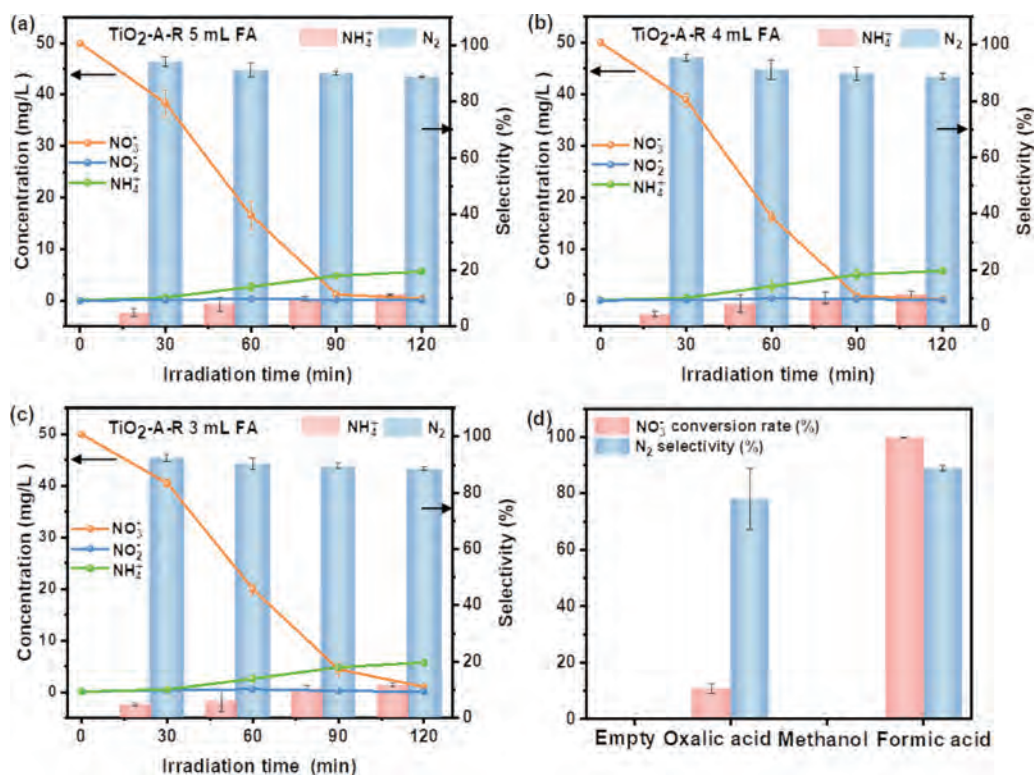 (a)
TiO₂-A-R 5 mL FA
NH₄⁺
N₂
NO₃⁻
NO₂⁻
NH₄⁺
Concentration (mg/L)
50
40
30
20
10
0
Selectivity (%)
100
80
60
40
20
0
0 30 60 90 120
Irradiation time (min)
(b)
TiO₂-A-R 4 mL FA
NH₄⁺
N₂
NO₃⁻
NO₂⁻
NH₄⁺
Concentration (mg/L)
50
40
30
20
10
0
Selectivity (%)
100
80
60
40
20
0
0 30 60 90 120
Irradiation time (min)
(c)
TiO₂-A-R 3 mL FA
NH₄⁺
N₂
NO₃⁻
NO₂⁻
NH₄⁺
Concentration (mg/L)
50
40
30
20
10
0
Selectivity (%)
100
80
60
40
20
0
0 30 60 90 120
Irradiation time (min)
(d)
NO₃⁻ conversion rate (%)
N₂ selectivity (%)
100
80
60
40
20
0
Empty Oxalic acid Methanol Formic acid